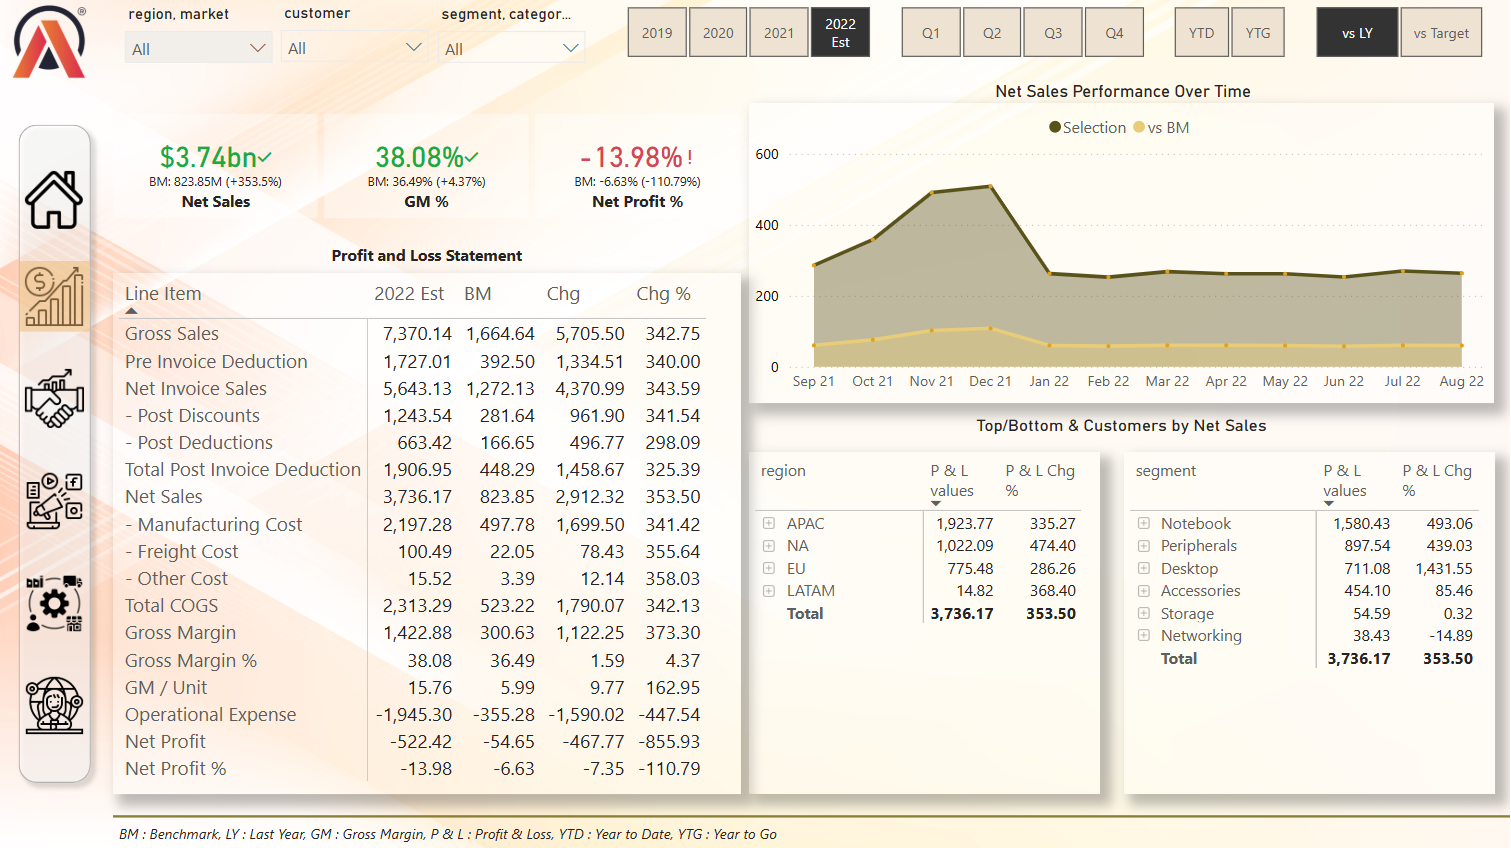 region, market
customer
segment, categor...
All
All
All
2019
2020
2021
2022 Est
Q1
Q2
Q3
Q4
YTD
YTG
vs LY
vs Target
®
$3.74bn
BM: 823.85M (+353.5%)
Net Sales
38.08%
BM: 36.49% (+4.37%)
GM %
-13.98% !
BM: -6.63% (-110.79%)
Net Profit %
Profit and Loss Statement
Line Item 2022 Est BM Chg Chg %
Gross Sales 7,370.14 1,664.64 5,705.50 342.75
Pre Invoice Deduction 1,727.01 392.50 1,334.51 340.00
Net Invoice Sales 5,643.13 1,272.13 4,370.99 343.59
- Post Discounts 1,243.54 281.64 961.90 341.54
- Post Deductions 663.42 166.65 496.77 298.09
Total Post Invoice Deduction 1,906.95 448.29 1,458.67 325.39
Net Sales 3,736.17 823.85 2,912.32 353.50
- Manufacturing Cost 2,197.28 497.78 1,699.50 341.42
- Freight Cost 100.49 22.05 78.43 355.64
- Other Cost 15.52 3.39 12.14 358.03
Total COGS 2,313.29 523.22 1,790.07 342.13
Gross Margin 1,422.88 300.63 1,122.25 373.30
Gross Margin % 38.08 36.49 1.59 4.37
GM / Unit 15.76 5.99 9.77 162.95
Operational Expense -1,945.30 -355.28 -1,590.02 -447.54
Net Profit -522.42 -54.65 -467.77 -855.93
Net Profit % -13.98 -6.63 -7.35 -110.79
Net Sales Performance Over Time
Selection vs BM
600
400
200
0
Sep 21 Oct 21 Nov 21 Dec 21 Jan 22 Feb 22 Mar 22 Apr 22 May 22 Jun 22 Jul 22 Aug 22
Top/Bottom & Customers by Net Sales
region P & L values P & L Chg %
APAC 1,923.77 335.27
NA 1,022.09 474.40
EU 775.48 286.26
LATAM 14.82 368.40
Total 3,736.17 353.50
segment P & L values P & L Chg %
Notebook 1,580.43 493.06
Peripherals 897.54 439.03
Desktop 711.08 1,431.55
Accessories 454.10 85.46
Storage 54.59 0.32
Networking 38.43 -14.89
Total 3,736.17 353.50
BM : Benchmark, LY : Last Year, GM : Gross Margin, P & L : Profit & Loss, YTD : Year to Date, YTG : Year to Go